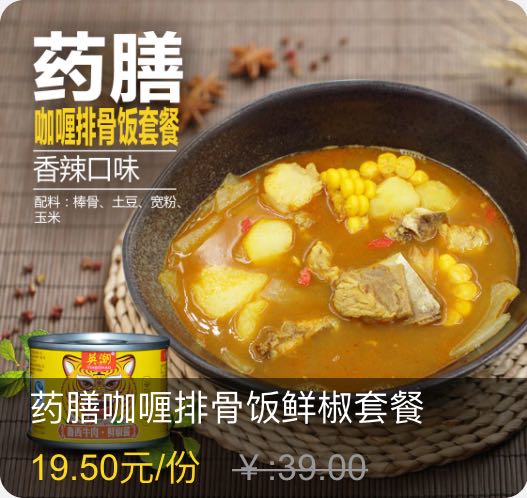 药膳
咖喱排骨饭套餐
香辣口味
配料：棒骨、土豆、宽粉、
玉米
英潮
药膳咖喱排骨饭鲜椒套餐
19.50元/份 ￥:39.00